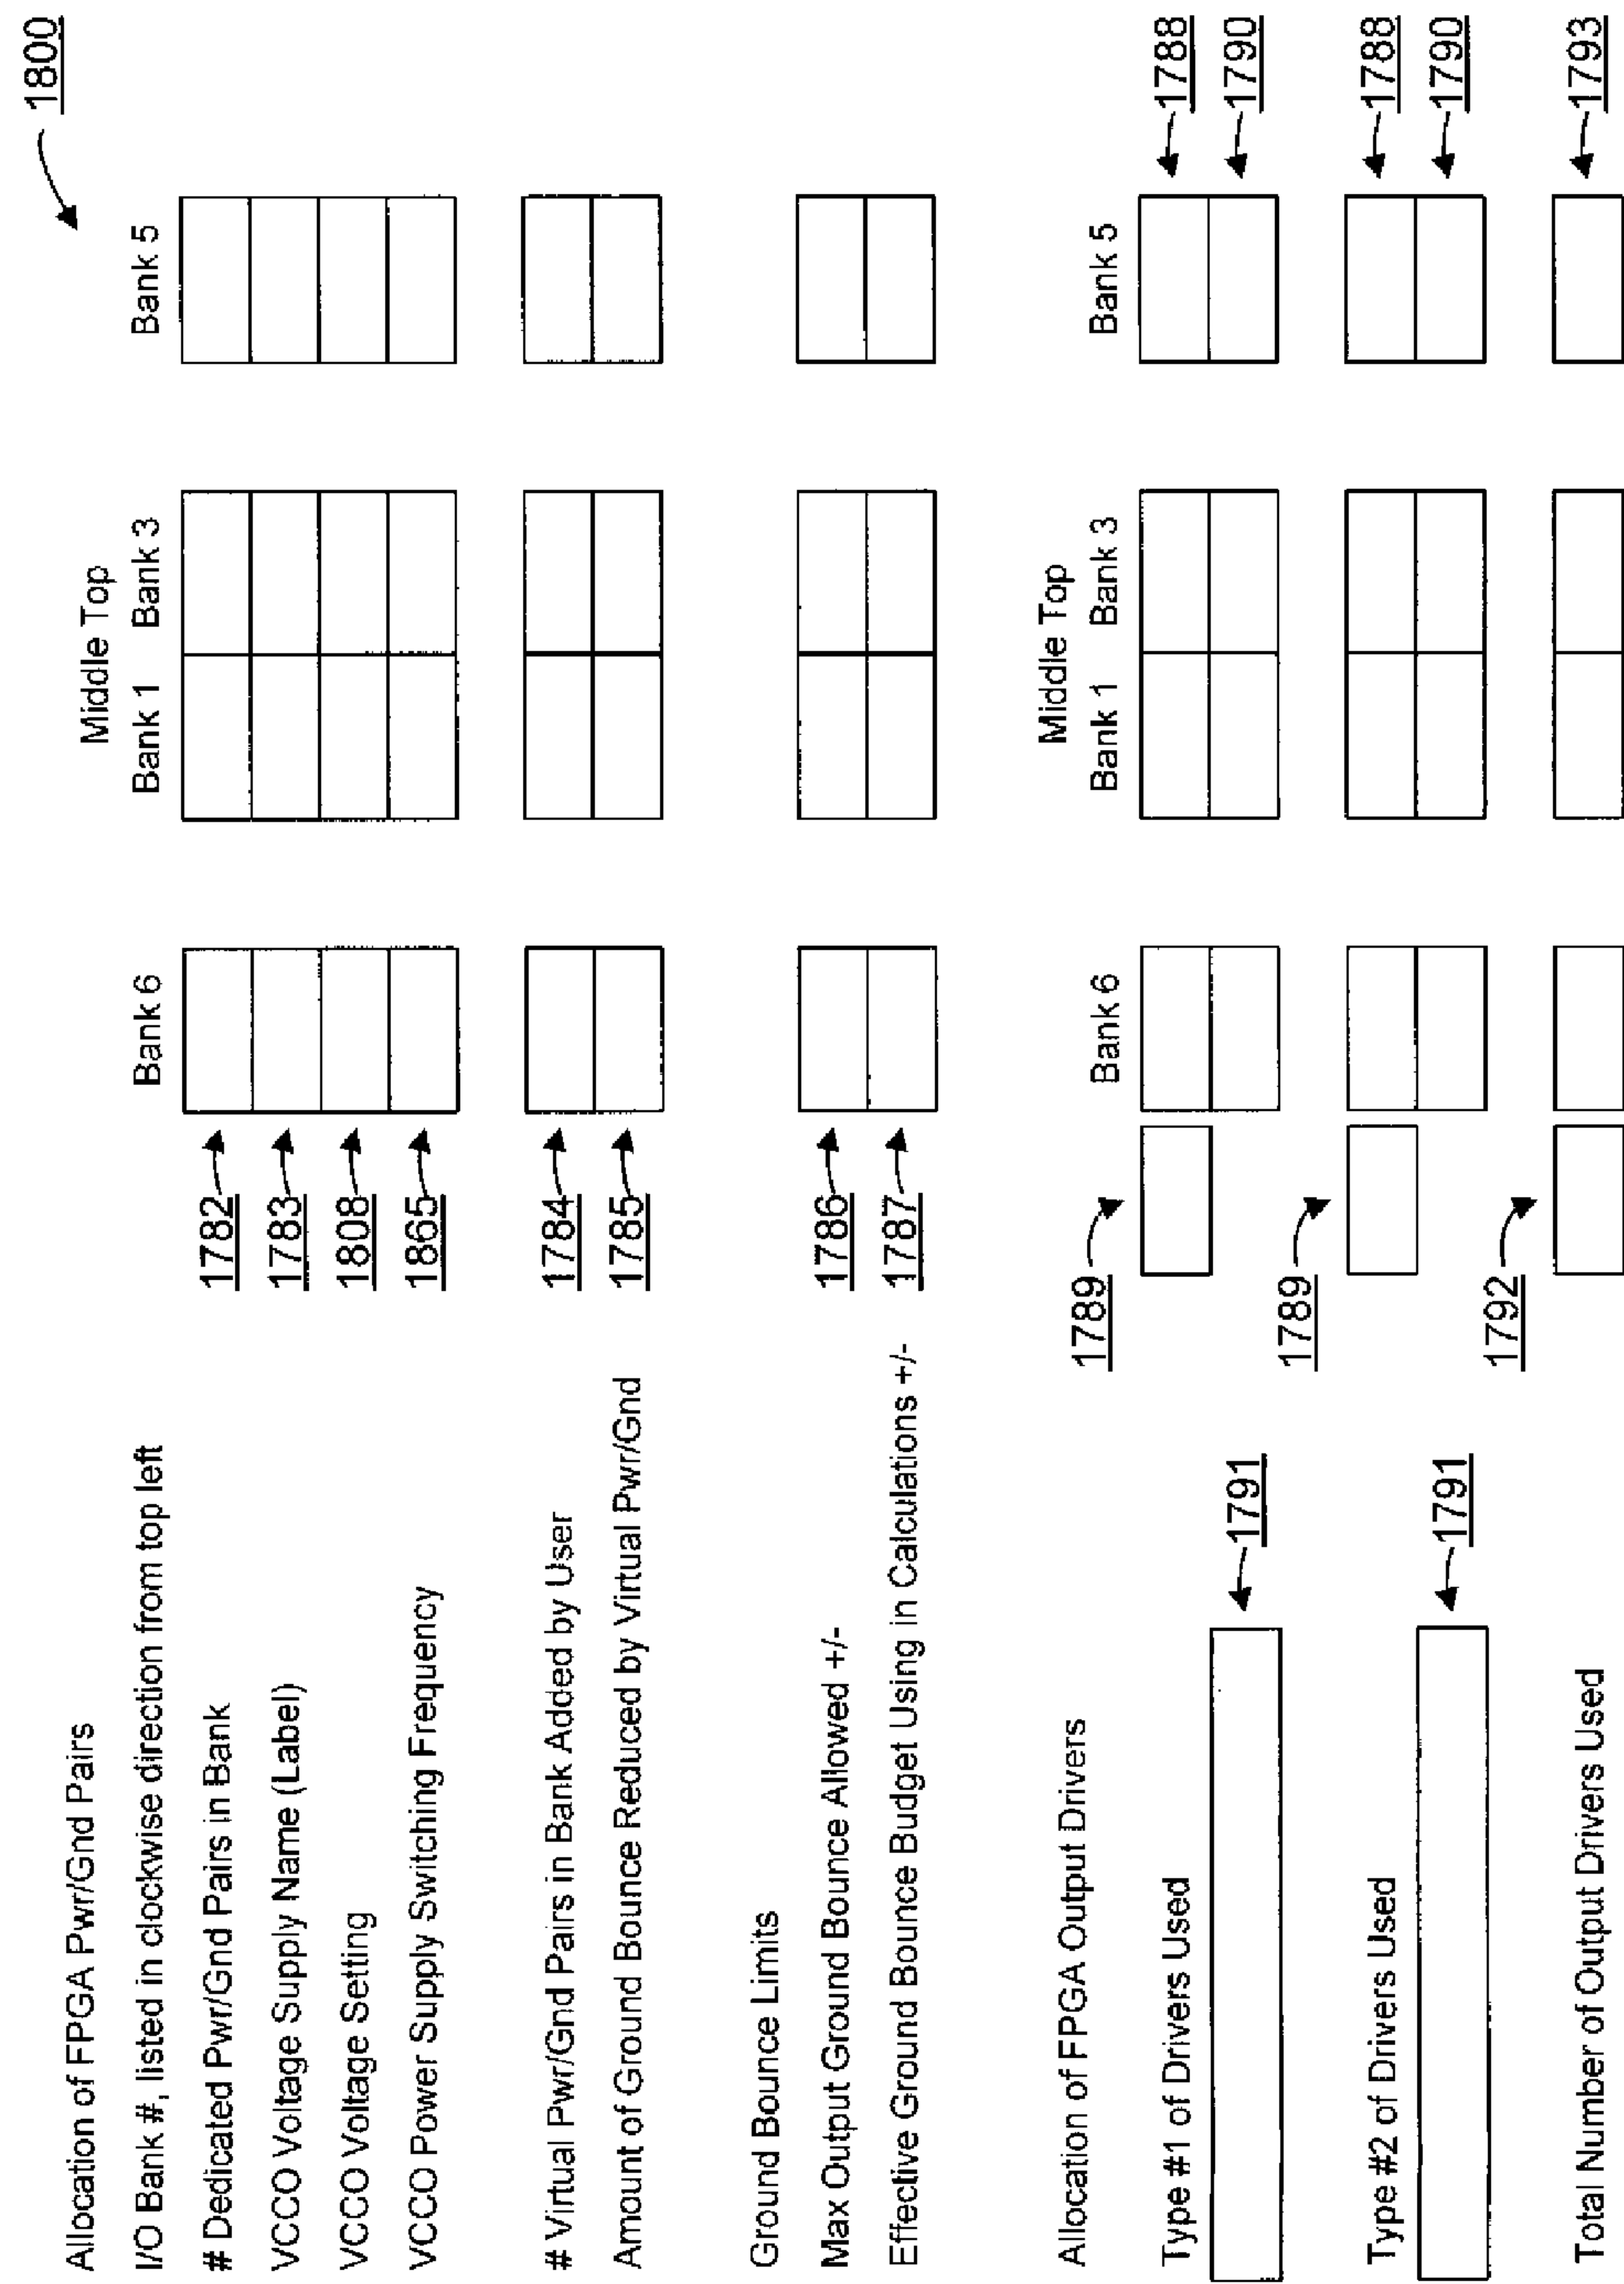 1800
Middle Top
Allocation of FPGA Pwr/Gnd Pairs
I/O Bank #, listed in clockwise direction from top left
Bank 6 Bank 1 Bank 3 Bank 5
# Dedicated Pwr/Gnd Pairs in Bank 1782
VCCO Voltage Supply Name (Label) 1783
VCCO Voltage Setting 1808
VCCO Power Supply Switching Frequency 1865
# Virtual Pwr/Gnd Pairs in Bank Added by User 1784
Amount of Ground Bounce Reduced by Virtual Pwr/Gnd 1785
Ground Bounce Limits
Max Output Ground Bounce Allowed +/- 1786
Effective Ground Bounce Budget Using in Calculations +/- 1787
Middle Top
Allocation of FPGA Output Drivers
1789 Bank 6 Bank 1 Bank 3 Bank 5
Type #1 of Drivers Used 1788
1791 1790
1789
Type #2 of Drivers Used 1788
1791 1790
1792
Total Number of Output Drivers Used 1793